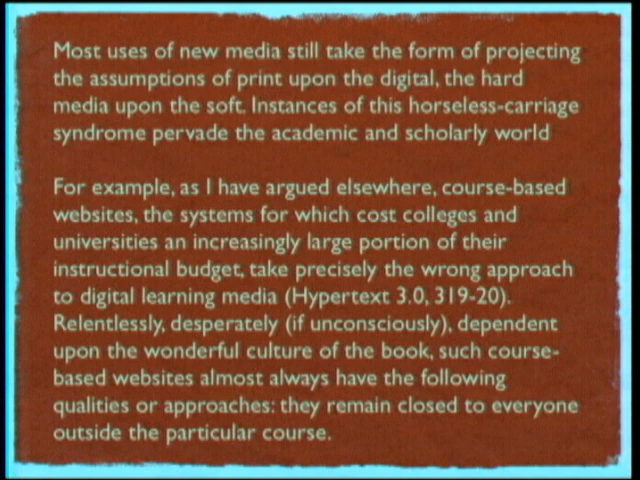 Most uses of new media still take the form of projecting
the assumptions of print upon the digital, the hard
media upon the soft. Instances of this horseless-carriage
syndrome pervade the academic and scholarly world
For example, as I have argued elsewhere, course-based
websites, the systems for which cost colleges and
universities an increasingly large portion of their
instructional budget, take precisely the wrong approach
to digital learning media (Hypertext 3.0, 319-20).
Relentlessly, desperately (if unconsciously), dependent
upon the wonderful culture of the book, such course-
based websites almost always have the following
qualities or approaches: they remain closed to everyone
outside the particular course.